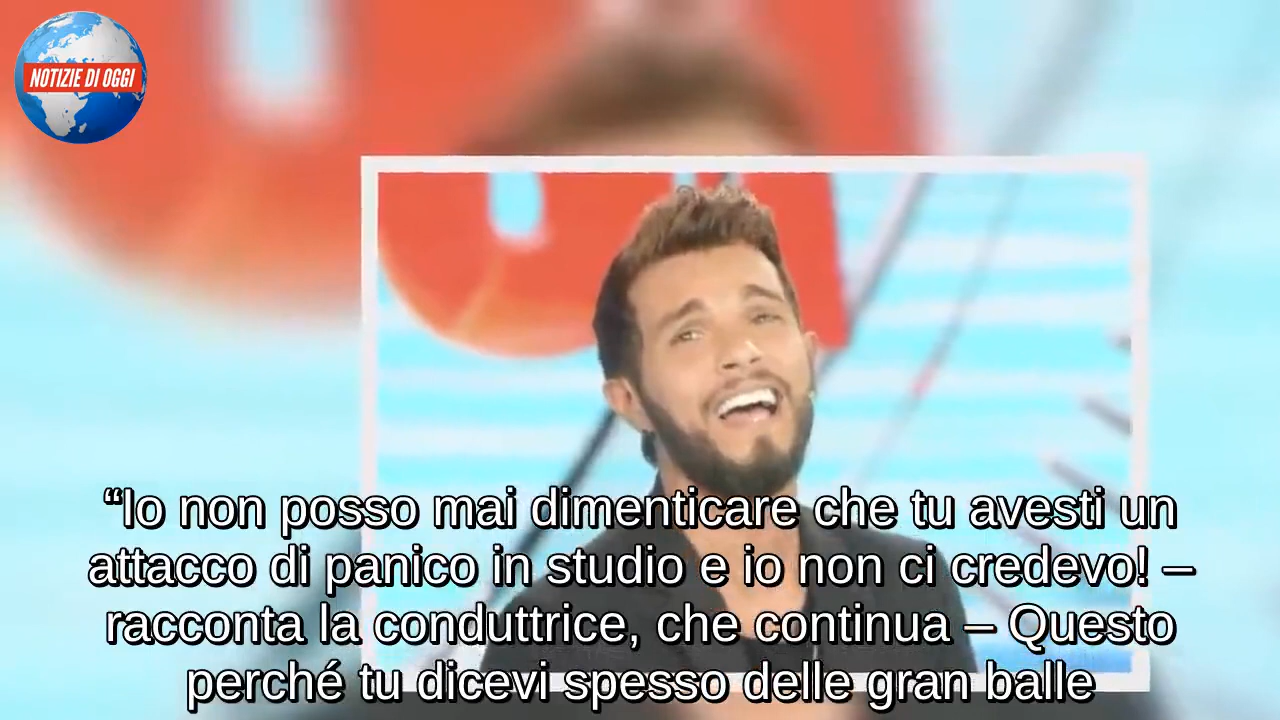 NOTIZIE DI OGGI
“Io non posso mai dimenticare che tu avesti un
attacco di panico in studio e io non ci credevo! –
racconta la conduttrice, che continua – Questo
perché tu dicevi spesso delle gran balle